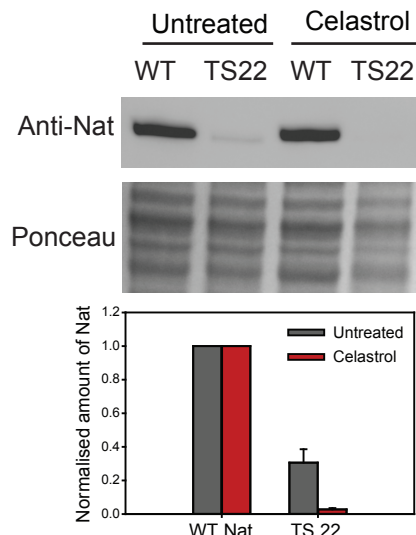 Untreated Celastrol
WT TS22 WT TS22
Anti-Nat
Ponceau
Normalised amount of Nat
1.2
1.0
0.8
0.6
0.4
0.2
0.0
Untreated
Celastrol
WT Nat TS 22